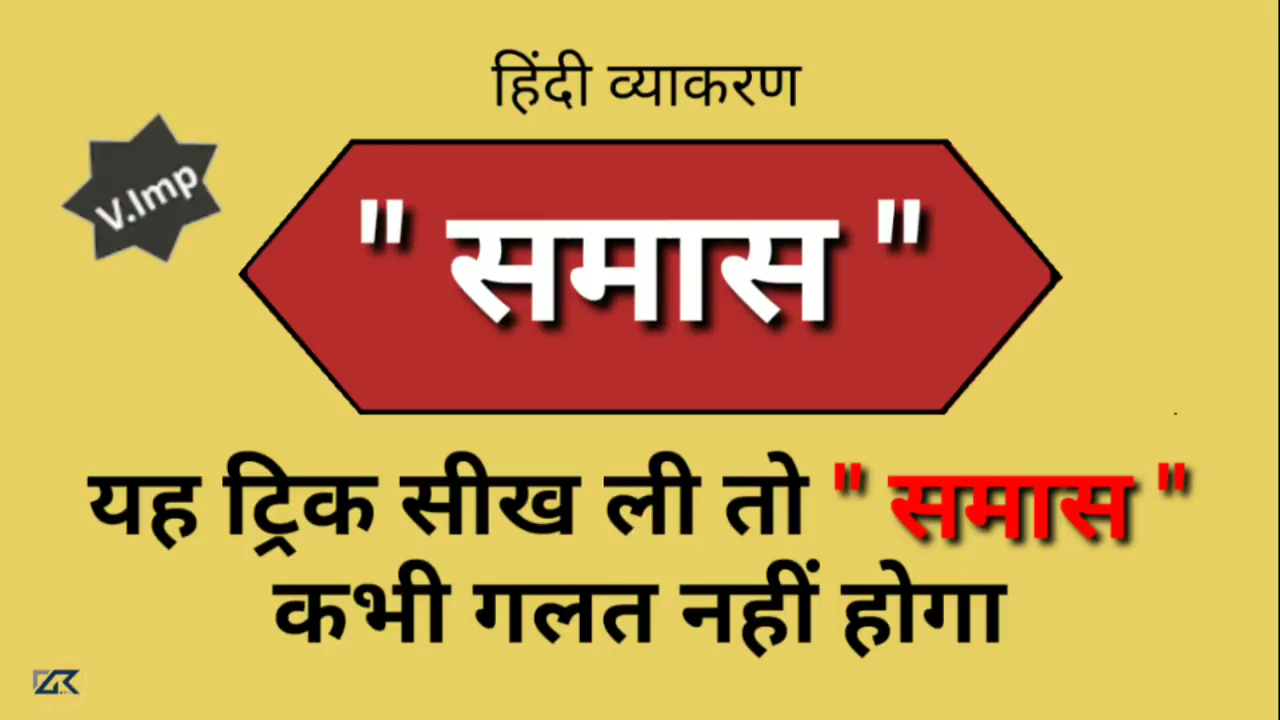 हिंदी व्याकरण
V.Imp
" समास "
यह ट्रिक सीख ली तो " समास "
कभी गलत नहीं होगा